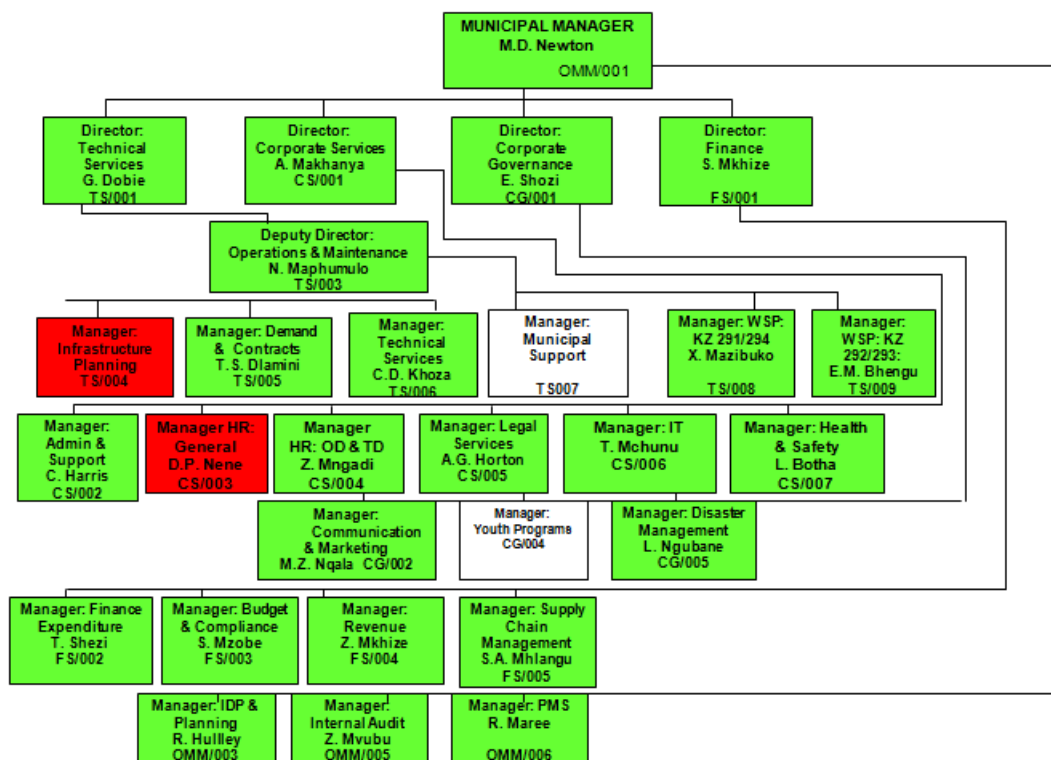 MUNICIPAL MANAGER
M.D. Newton
OMM/001
Director:
Technical
Services
G. Dobie
TS/001
Director:
Corporate Services
A. Makhanya
CS/001
Director:
Corporate
Governance
E. Shozi
CG/001
Director:
Finance
S. Mkhize
FS/001
Deputy Director:
Operations & Maintenance
N. Maphumulo
TS/003
Manager:
Infrastructure
Planning
TS/004
Manager: Demand
& Contracts
T.S. Dlamini
TS/005
Manager:
Technical
Services
C.D. Khoza
TS/006
Manager:
Municipal
Support
TS007
Manager: WSP:
KZ 291/294
X. Mazibuko
TS/008
Manager:
WSP: KZ
292/293:
E.M. Bhengu
TS/009
Manager:
Admin &
Support
C. Harris
CS/002
Manager HR:
General
D.P. Nene
CS/003
Manager
HR: OD & TD
Z. Mngadi
CS/004
Manager: Legal
Services
A.G. Horton
CS/005
Manager: IT
T. Mchunu
CS/006
Manager: Health
& Safety
L. Botha
CS/007
Manager:
Communication
& Marketing
M.Z. Nqala CG/002
Manager:
Youth Programs
CG/004
Manager: Disaster
Management
L. Ngubane
CG/005
Manager: Finance
Expenditure
T. Shezi
FS/002
Manager: Budget
& Compliance
S. Mzobe
FS/003
Manager:
Revenue
Z. Mkhize
FS/004
Manager: Supply
Chain
Management
S.A. Mhlangu
FS/005
Manager: IDP &
Planning
R. Hullley
OMM/003
Manager:
Internal Audit
Z. Mvubu
OMM/005
Manager: PMS
R. Maree
OMM/006